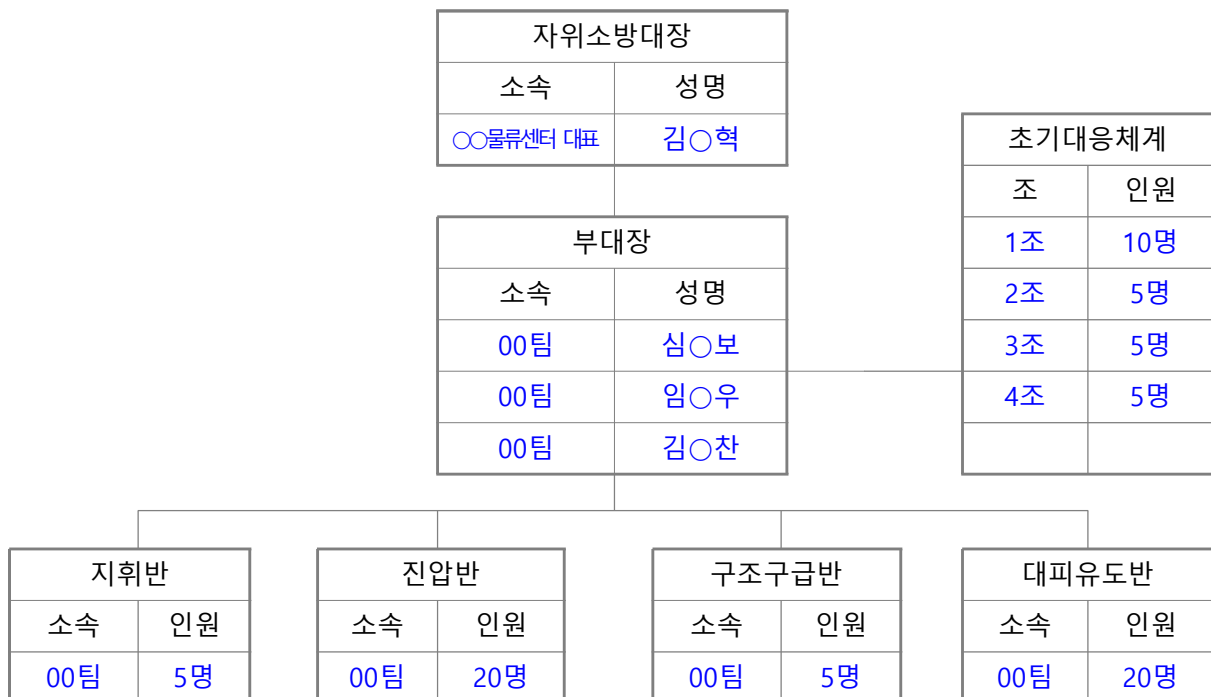 자위소방대장
소속 성명
○○물류센터 대표 김○혁
초기대응체계
조 인원
1조 10명
2조 5명
3조 5명
4조 5명
부대장
소속 성명
00팀 심○보
00팀 임○우
00팀 김○찬
지휘반 진압반 구조구급반 대피유도반
소속 인원 소속 인원 소속 인원 소속 인원
00팀 5명 00팀 20명 00팀 5명 00팀 20명